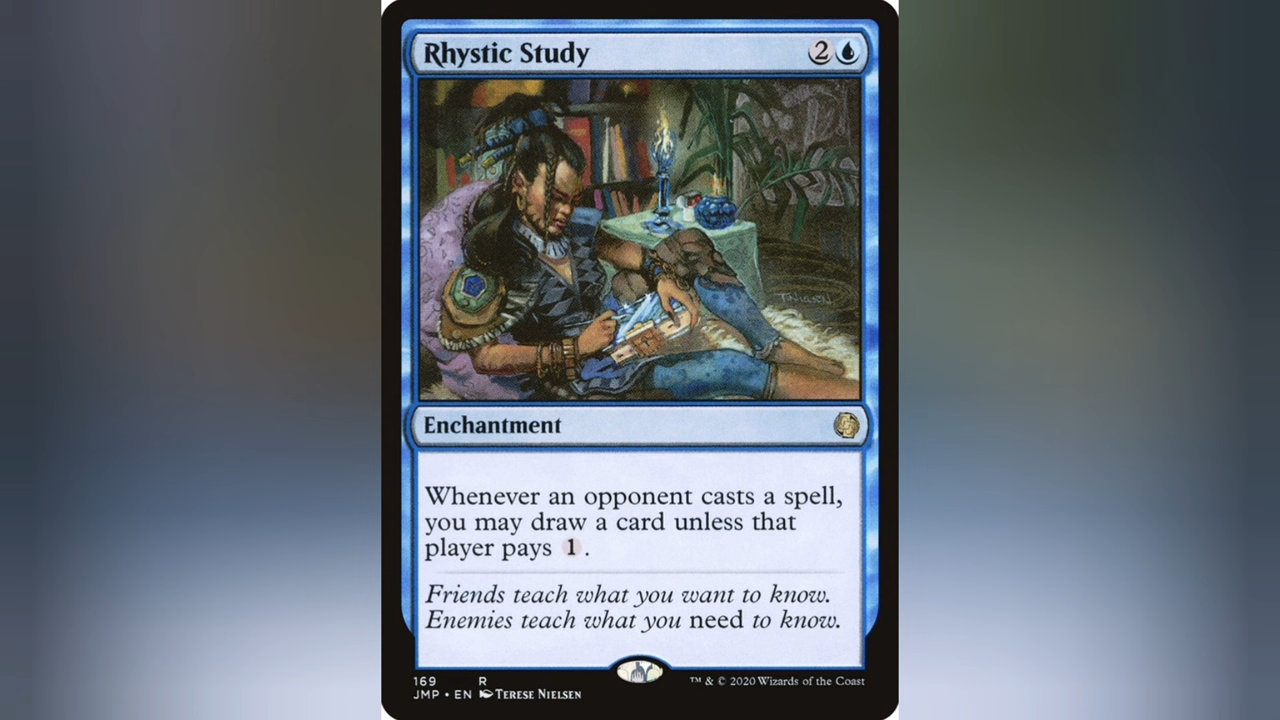 Rhystic Study 2
T. NIELSEN
Enchantment
Whenever an opponent casts a spell,
you may draw a card unless that
player pays 1.
Friends teach what you want to know.
Enemies teach what you need to know.
169 R
JMP • EN TERESE NIELSEN
™ & © 2020 Wizards of the Coast